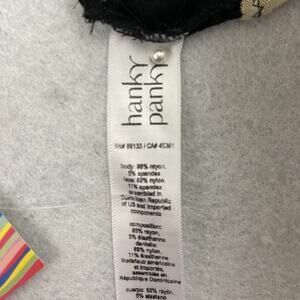 hanky
panky
RN# 89133 / CA# 45361
body: 95% rayon,
5% spandex
lace: 89% nylon,
11% spandex
assembled in
Dominican Republic
of US and imported
components
composition:
95% rayon,
5% élasthanne
dentelle:
89% nylon,
11% élasthanne
Matériaux américains
et importés,
assemblés en
République Dominicaine
cuerpo: 95% rayon,
5% elastano